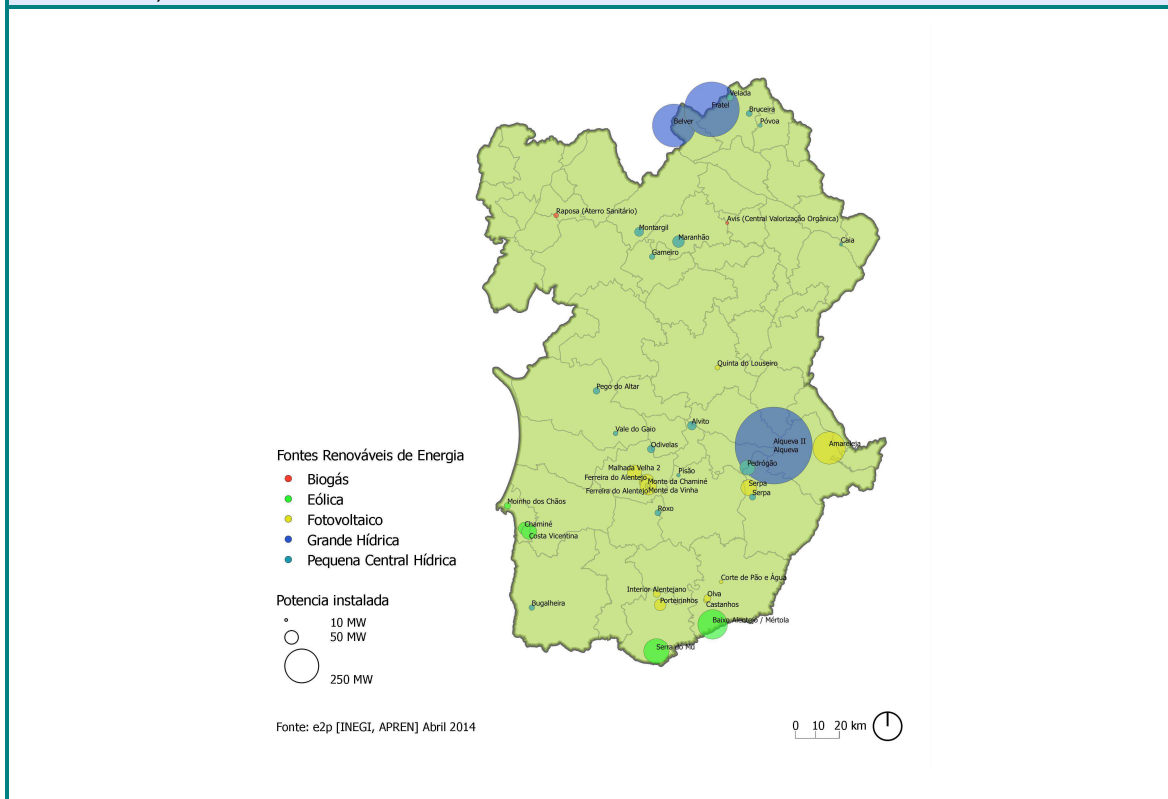 Velada
Fratel
Bruceira
Belver
Póvoa
Raposa (Aterro Sanitário)
Avis (Central Valorização Orgânica)
Montargil
Maranhão
Caia
Gameiro
Quinta do Louseiro
Pego do Altar
Alvito
Vale do Gaio
Alqueva II
Amareleja
Odivelas
Alqueva
Fontes Renováveis de Energia
Pedrógão
Malhada Velha 2
Pisão
Biogás
Ferreira do Alentejo
Monte da Chaminé
Serpa
Ferreira do Alentejo
Monte da Vinha
Serpa
Eólica
Moinho dos Chãos
Roxo
Fotovoltaico
Chaminé
Costa Vicentina
Grande Hídrica
Pequena Central Hídrica
Corte de Pão e Água
Interior Alentejano
Olva
Potencia instalada
Bugalheira
Porteirinhos
Castanhos
10 MW
Baixo Alentejo / Mértola
50 MW
Serra do Mú
250 MW
Fonte: e2p [INEGI, APREN] Abril 2014
0 10 20 km